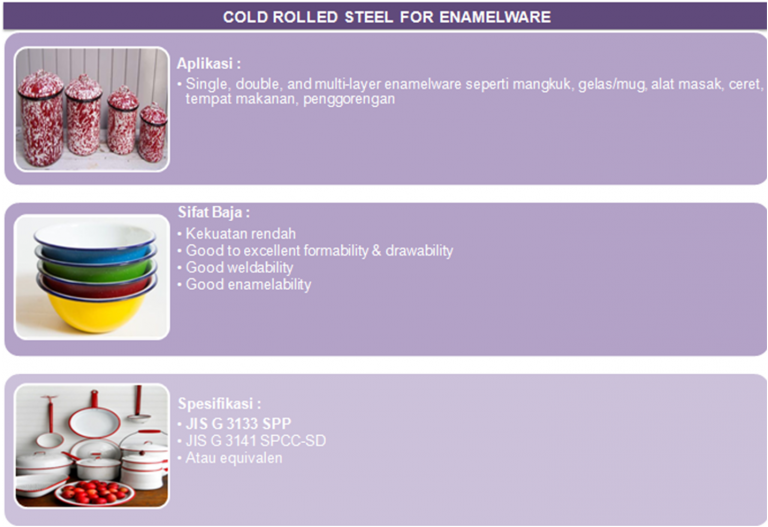 COLD ROLLED STEEL FOR ENAMELWARE
Aplikasi :
• Single, double, and multi-layer enamelware seperti mangkuk, gelas/mug, alat masak, ceret,
tempat makanan, penggorengan
Sifat Baja :
• Kekuatan rendah
• Good to excellent formability & drawability
• Good weldability
• Good enamelability
Spesifikasi :
• JIS G 3133 SPP
• JIS G 3141 SPCC-SD
• Atau equivalen